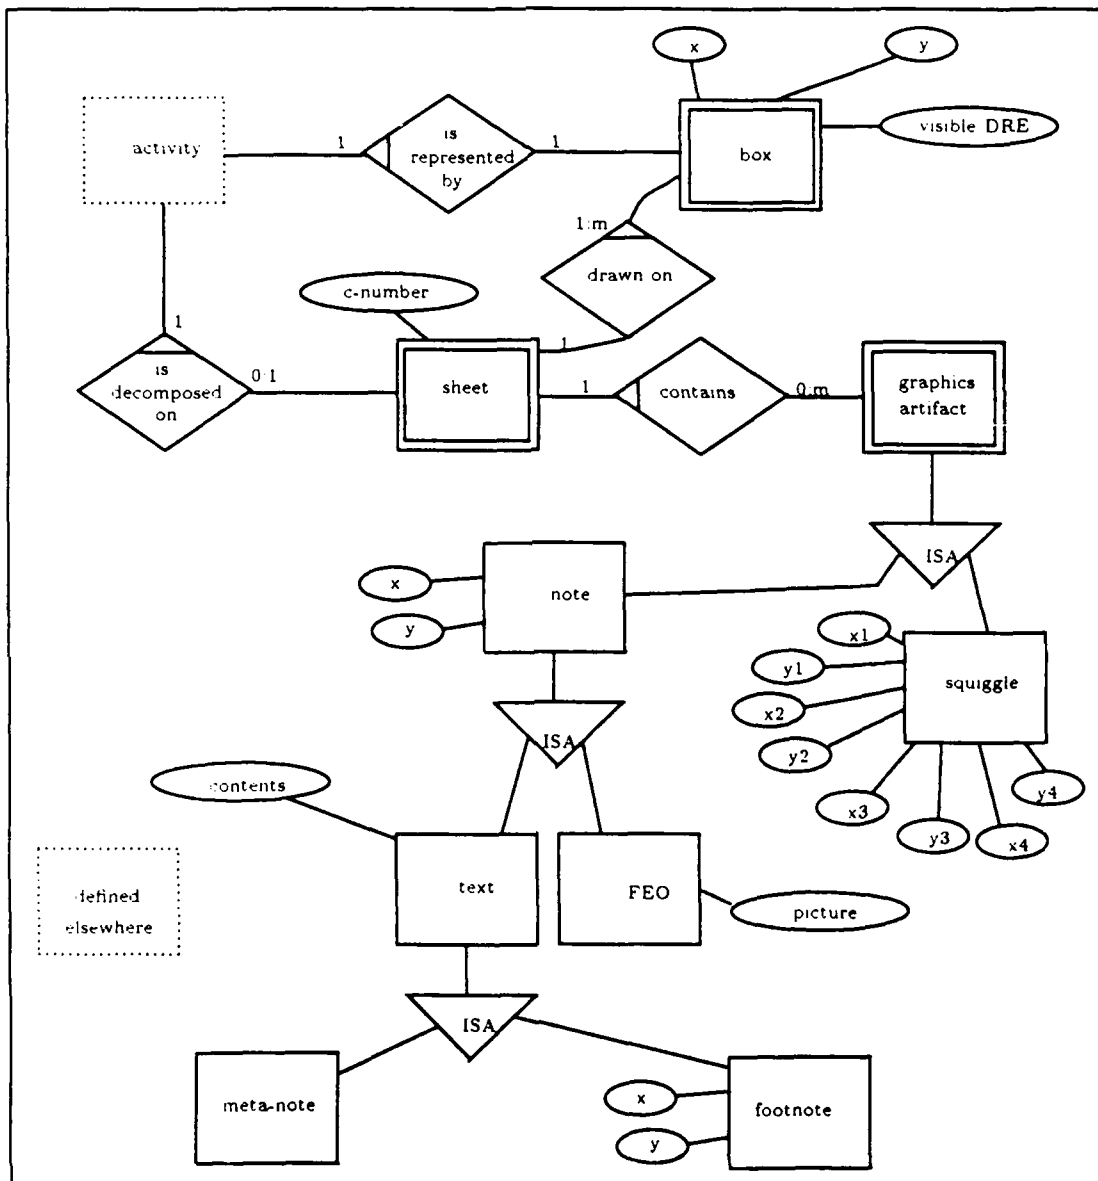 x
y
visible DRE
activity
1
is
represented
by
1
box
1:m
drawn on
c-number
1
1
is
decomposed
on
0:1
sheet
1
contains
0:m
graphics
artifact
ISA
note
x
y
x1
y1
x2
y2
x3
y3
x4
y4
squiggle
ISA
contents
text
FEO
picture
defined
elsewhere
ISA
meta-note
x
y
footnote